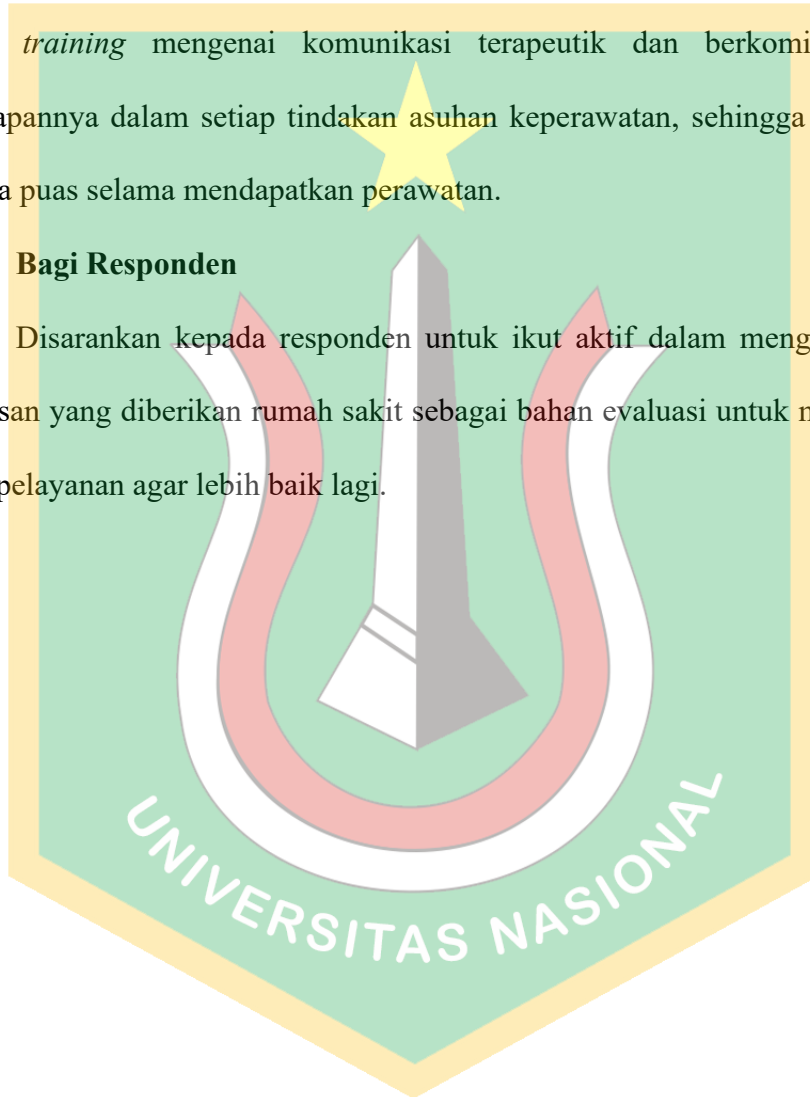 training mengenai komunikasi terapeutik dan berkomi
apannya dalam setiap tindakan asuhan keperawatan, sehingga
a puas selama mendapatkan perawatan.
Bagi Responden
Disarankan kepada responden untuk ikut aktif dalam meng
san yang diberikan rumah sakit sebagai bahan evaluasi untuk
pelayanan agar lebih baik lagi.
UNIVERSITAS NASIONAL